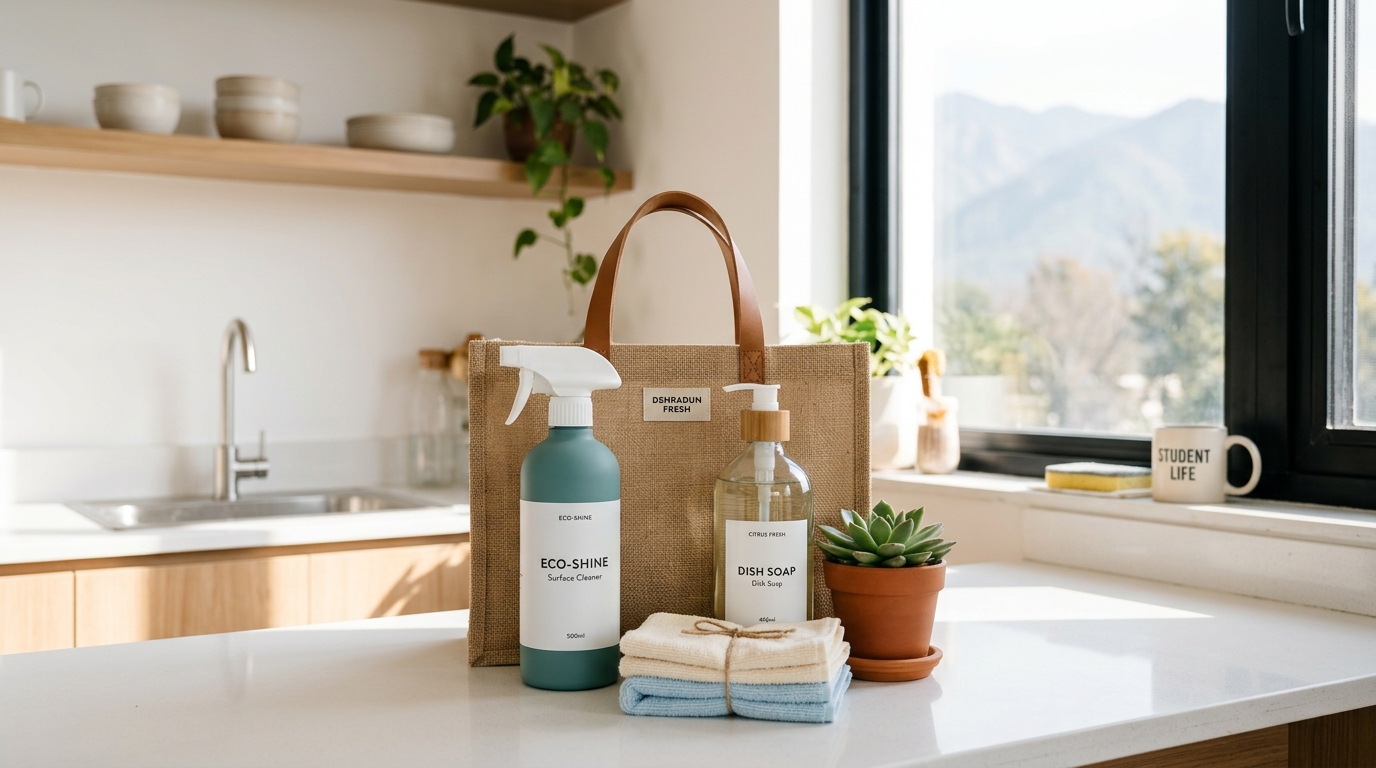 DSHRADUN
FRESH
ECO-SHINE
ECO-SHINE
Surface Cleaner
500ml
CITRUS FRESH
DISH SOAP
Dish Soap
STUDENT
LIFE